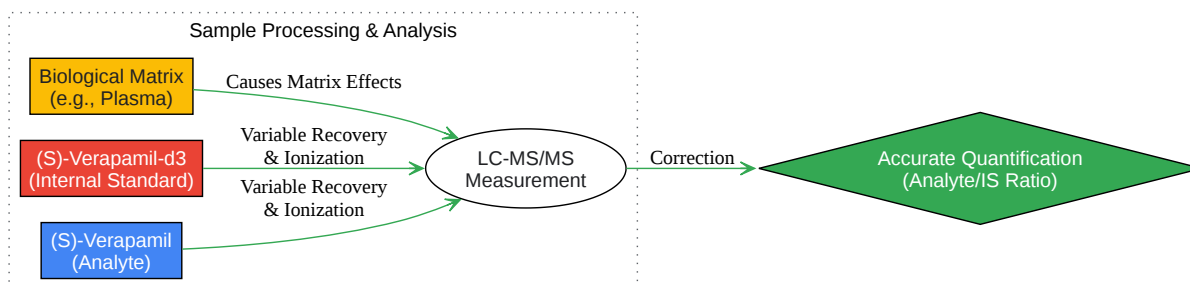 Sample Processing & Analysis
Biological Matrix
(e.g., Plasma)
Causes Matrix Effects
(S)-Verapamil-d3
(Internal Standard)
Variable Recovery
& Ionization
(S)-Verapamil
(Analyte)
Variable Recovery
& Ionization
LC-MS/MS
Measurement
Correction
Accurate Quantification
(Analyte/IS Ratio)